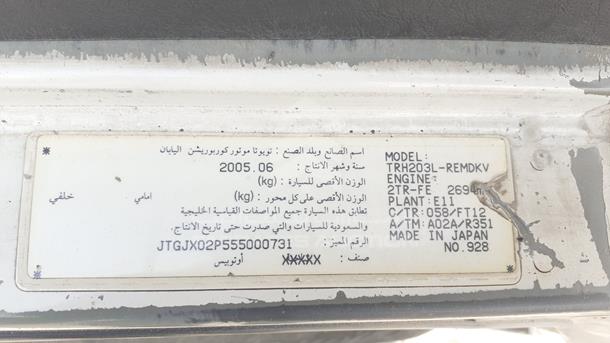 اسم الصانع وبلد الصنع : تويوتا موتور كوربوريشن اليابان
سنة وشهر الانتاج : 2005.06
الوزن الأقصى للسيارة : (kg)
الوزن الأقصى على كل محور : (kg) امامي خلفي
تطابق هذه السيارة جميع المواصفات القياسية الخليجية
والسعودية للسيارات والتي صدرت حتى تاريخ الانتاج.
الرقم المميز : JTGJX02P555000731
صنف : XXXXX أوتوبيس
MODEL:
TRH203L-REMDKV
ENGINE:
2TR-FE 2694
PLANT: E11
C/TR: 058/FT12
A/TM: A02A/R351
MADE IN JAPAN
NO. 928